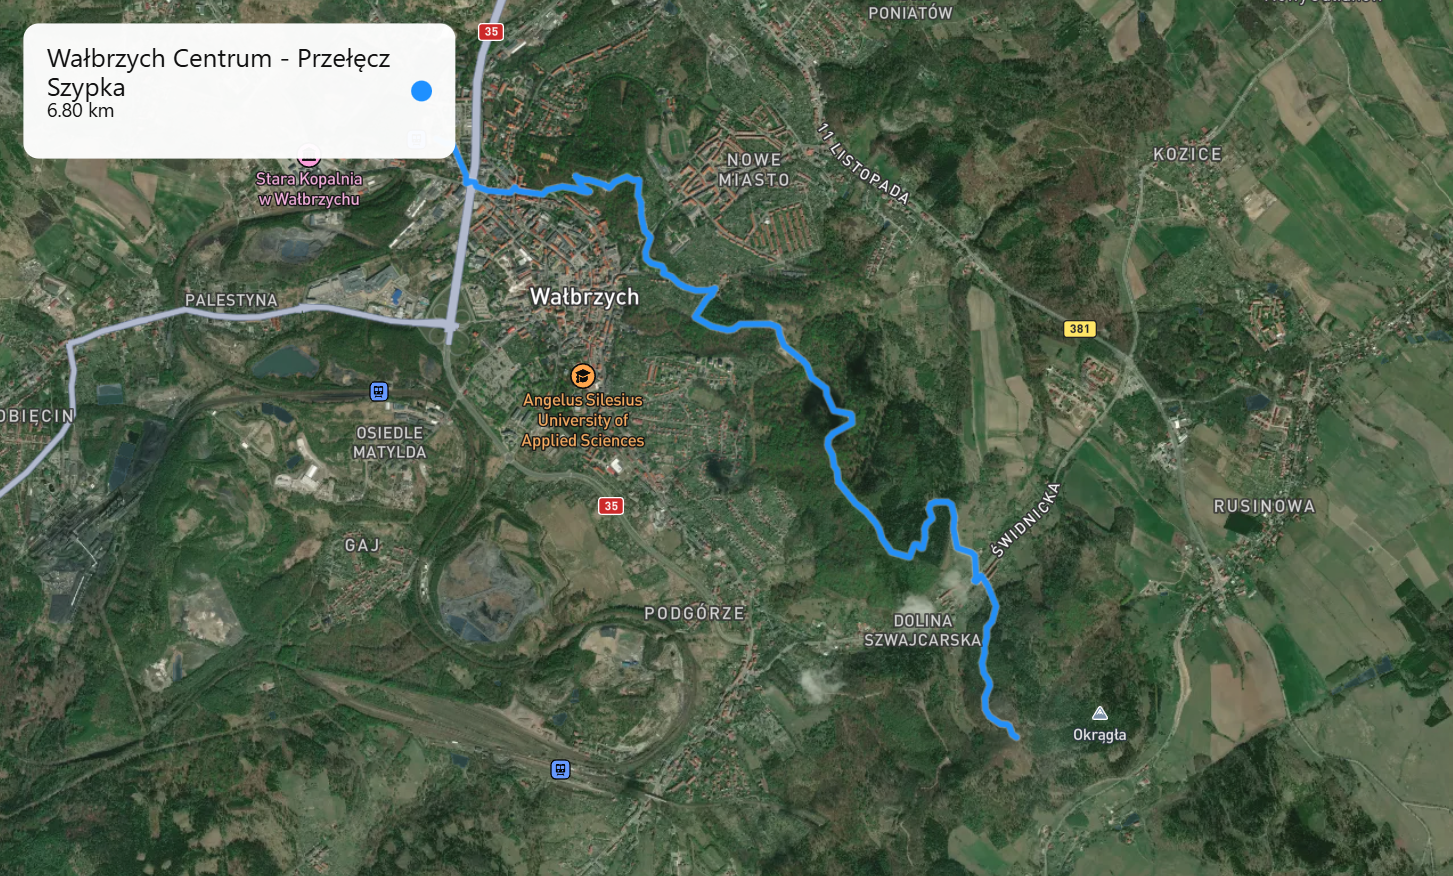 Wałbrzych Centrum - Przełęcz
Szypka
6.80 km
35
PONIATÓW
11 LISTOPADA
NOWE
MIASTO
KOZICE
Stara Kopalnia
w Wałbrzychu
PALESTYNA
Wałbrzych
381
Angelus Silesius
University of
Applied Sciences
OBIĘCIN
OSIEDLE
MATYLDA
35
ŚWIDNICKA
RUSINOWA
GAJ
PODGÓRZE
DOLINA
SZWAJCARSKA
Okrągła